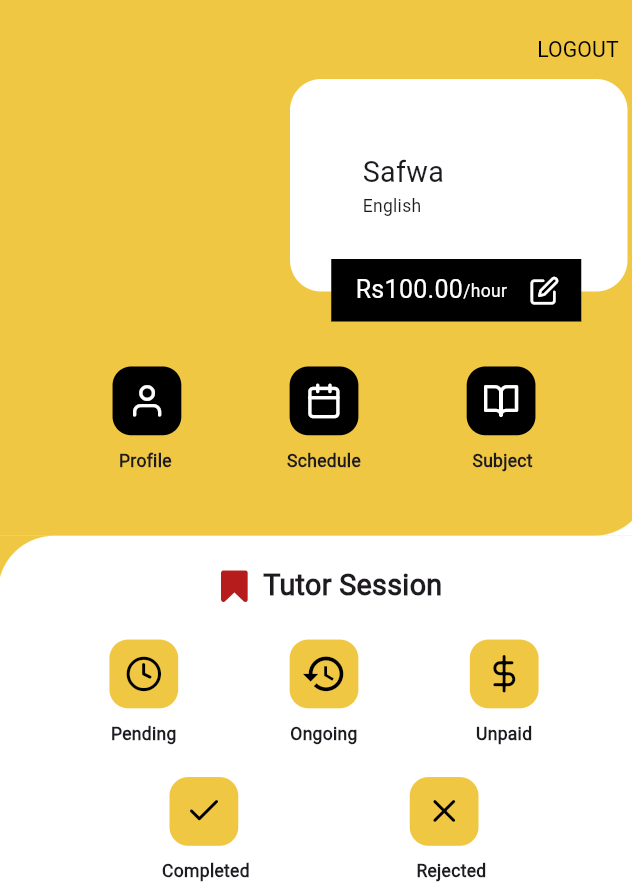 LOGOUT
Safwa
English
Rs100.00/hour
Profile Schedule Subject
Tutor Session
Pending Ongoing Unpaid
Completed Rejected